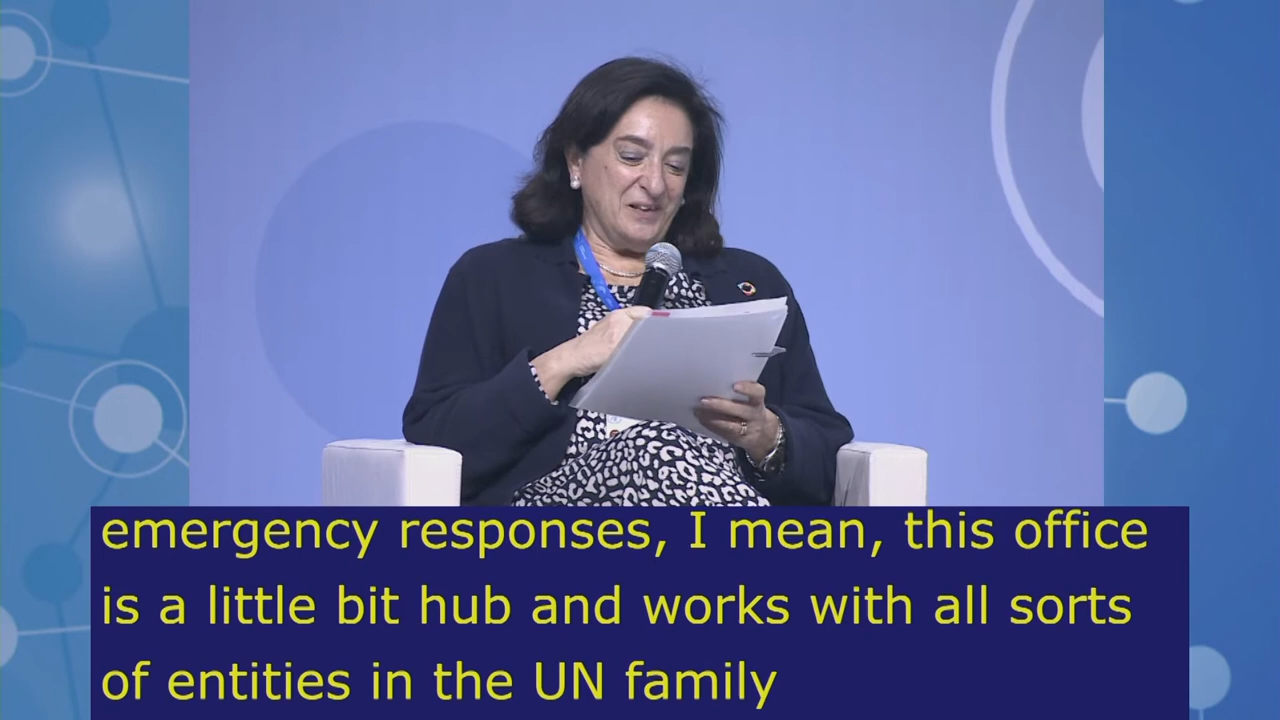 emergency responses, I mean, this office
is a little bit hub and works with all sorts
of entities in the UN family